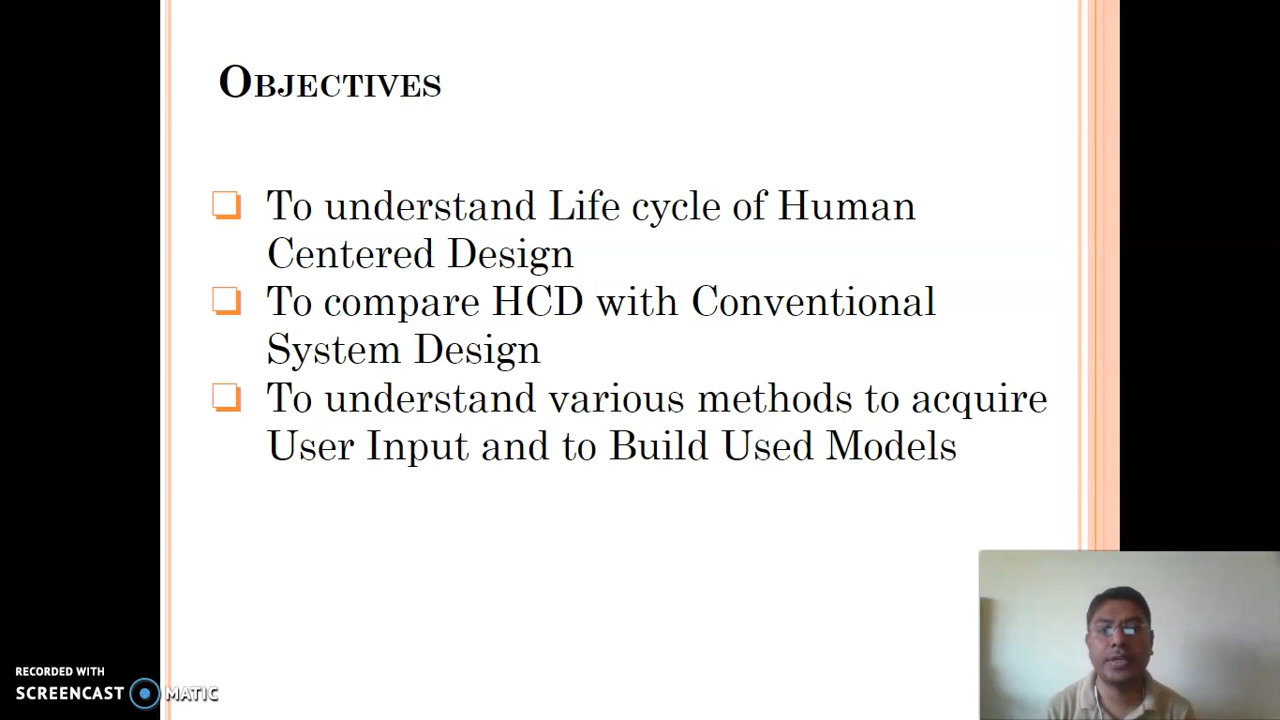 Objectives
To understand Life cycle of Human
Centered Design
To compare HCD with Conventional
System Design
To understand various methods to acquire
User Input and to Build Used Models
RECORDED WITH
SCREENCAST MATIC